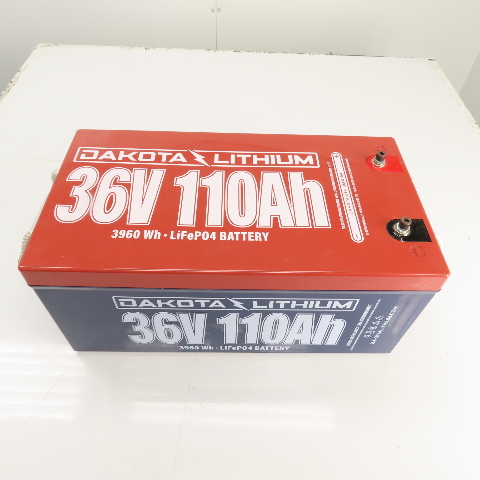 DAKOTA LITHIUM
36V 110Ah
3960 Wh · LiFePO4 BATTERY
DAKOTA LITHIUM
36V 110Ah
3960 Wh · LiFePO4 BATTERY